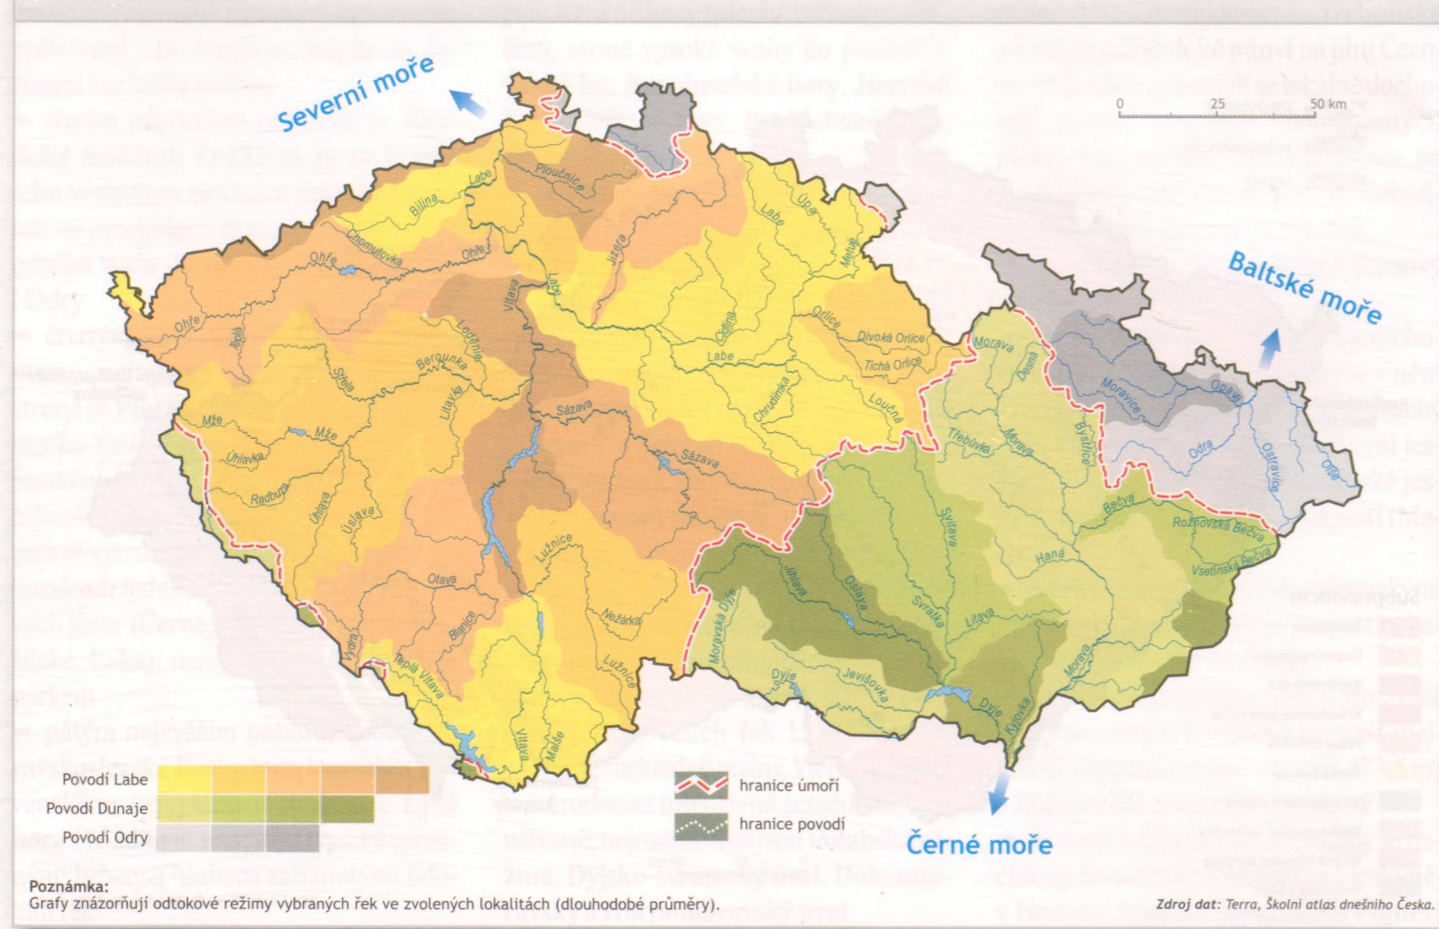 Severní moře
0 25 50 km
Baltské moře
Černé moře
Labe
Ploučnice
Bílina
Chomutovka
Ohře
Ohře
Ohře
Teplá
Jizera
Labe
Úpa
Metuje
Labe
Vltava
Cidlina
Orlice
Divoká Orlice
Tichá Orlice
Labe
Chrudimka
Loučná
Loděnice
Berounka
Litavka
Střela
Mže
Mže
Úhlavka
Radbuza
Úhlava
Úslava
Sázava
Sázava
Lužnice
Otava
Blanice
Nežárka
Lužnice
Vydra
Teplá Vltava
Vltava
Malše
Morava
Desná
Moravice
Opava
Odra
Ostravice
Olše
Třebůvka
Morava
Bystřice
Bečva
Rožnovská Bečva
Vsetínská Bečva
Haná
Svitava
Svratka
Litava
Jihlava
Oslava
Moravská Dyje
Dyje
Jevišovka
Dyje
Kyjovka
Morava
Povodí Labe
Povodí Dunaje
Povodí Odry
hranice úmoří
hranice povodí
Poznámka:
Grafy znázorňují odtokové režimy vybraných řek ve zvolených lokalitách (dlouhodobé průměry).
Zdroj dat: Terra, Školní atlas dnešního Česka.